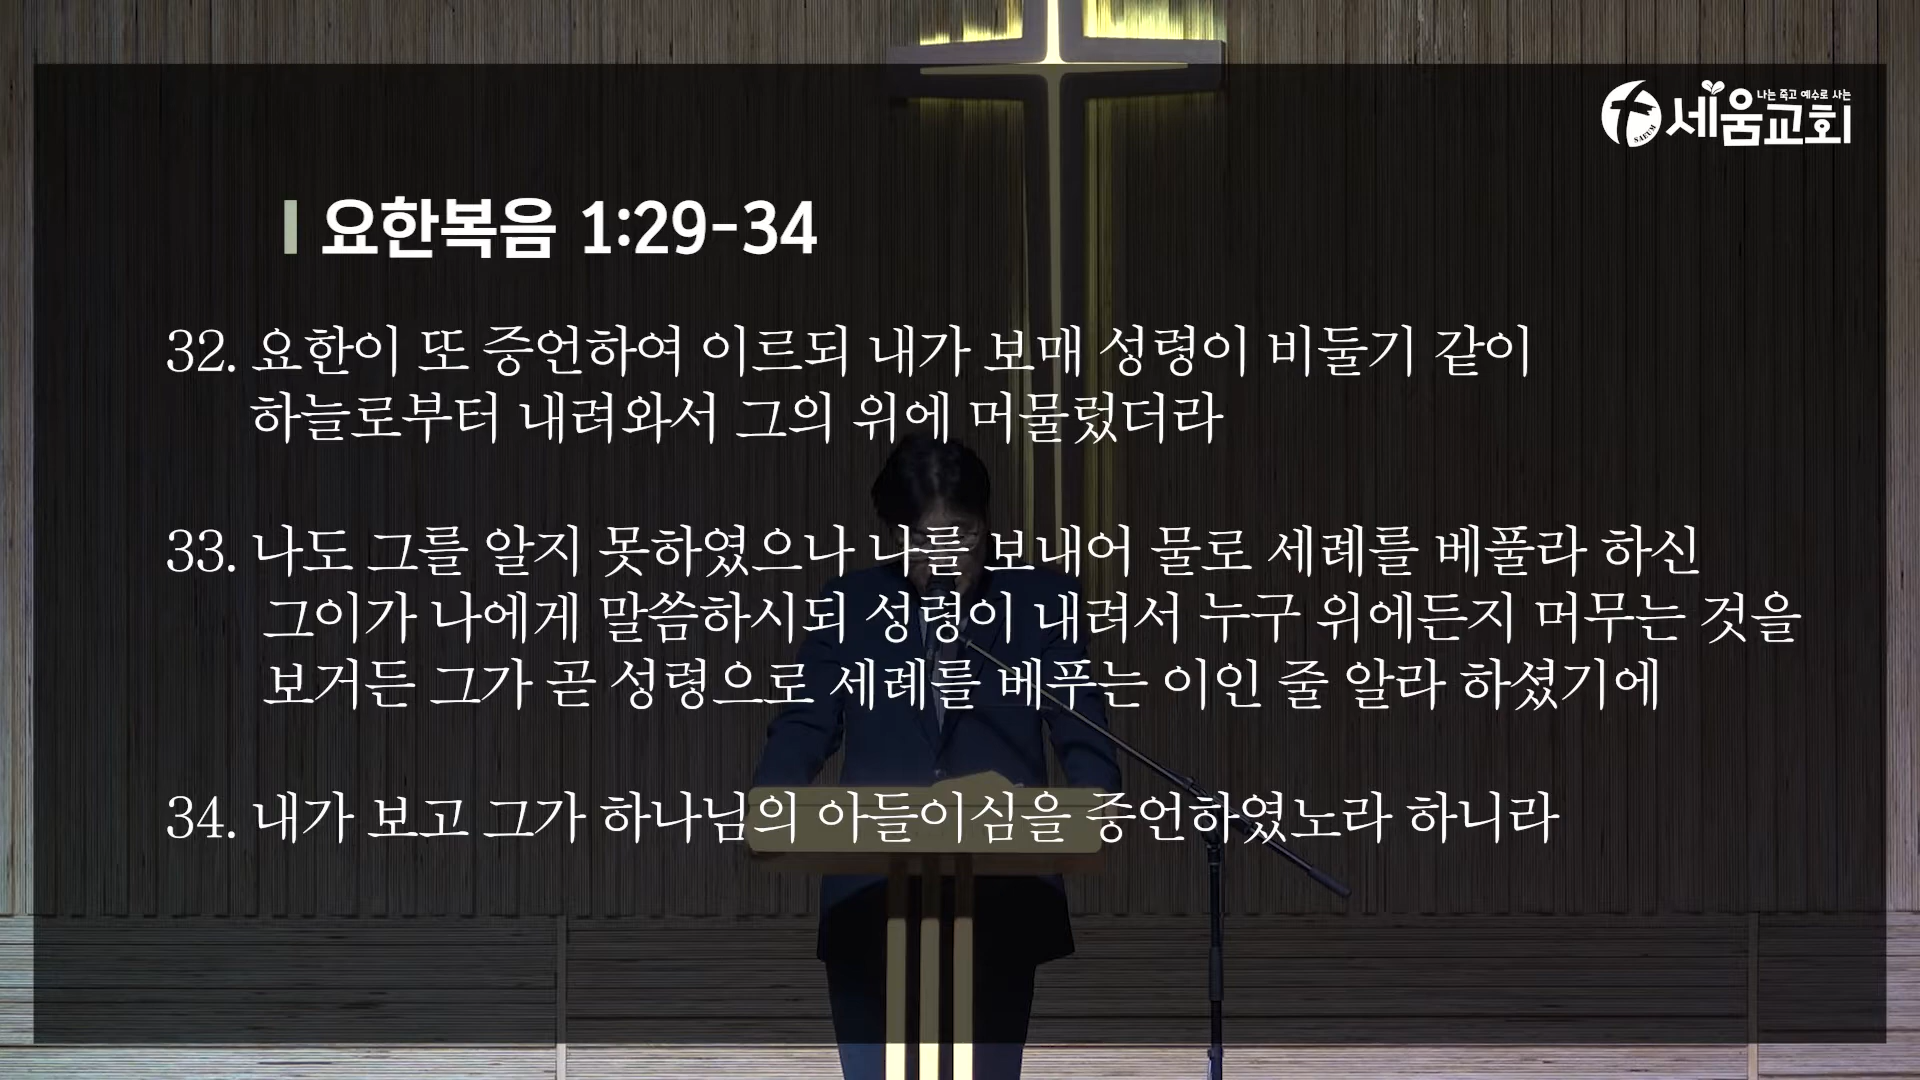 나는 죽고 예수로 사는
세움교회
SAEUM
요한복음 1:29-34
32. 요한이 또 증언하여 이르되 내가 보매 성령이 비둘기 같이
하늘로부터 내려와서 그의 위에 머물렀더라
33. 나도 그를 알지 못하였으나 나를 보내어 물로 세례를 베풀라 하신
그이가 나에게 말씀하시되 성령이 내려서 누구 위에든지 머무는 것을
보거든 그가 곧 성령으로 세례를 베푸는 이인 줄 알라 하셨기에
34. 내가 보고 그가 하나님의 아들이심을 증언하였노라 하니라